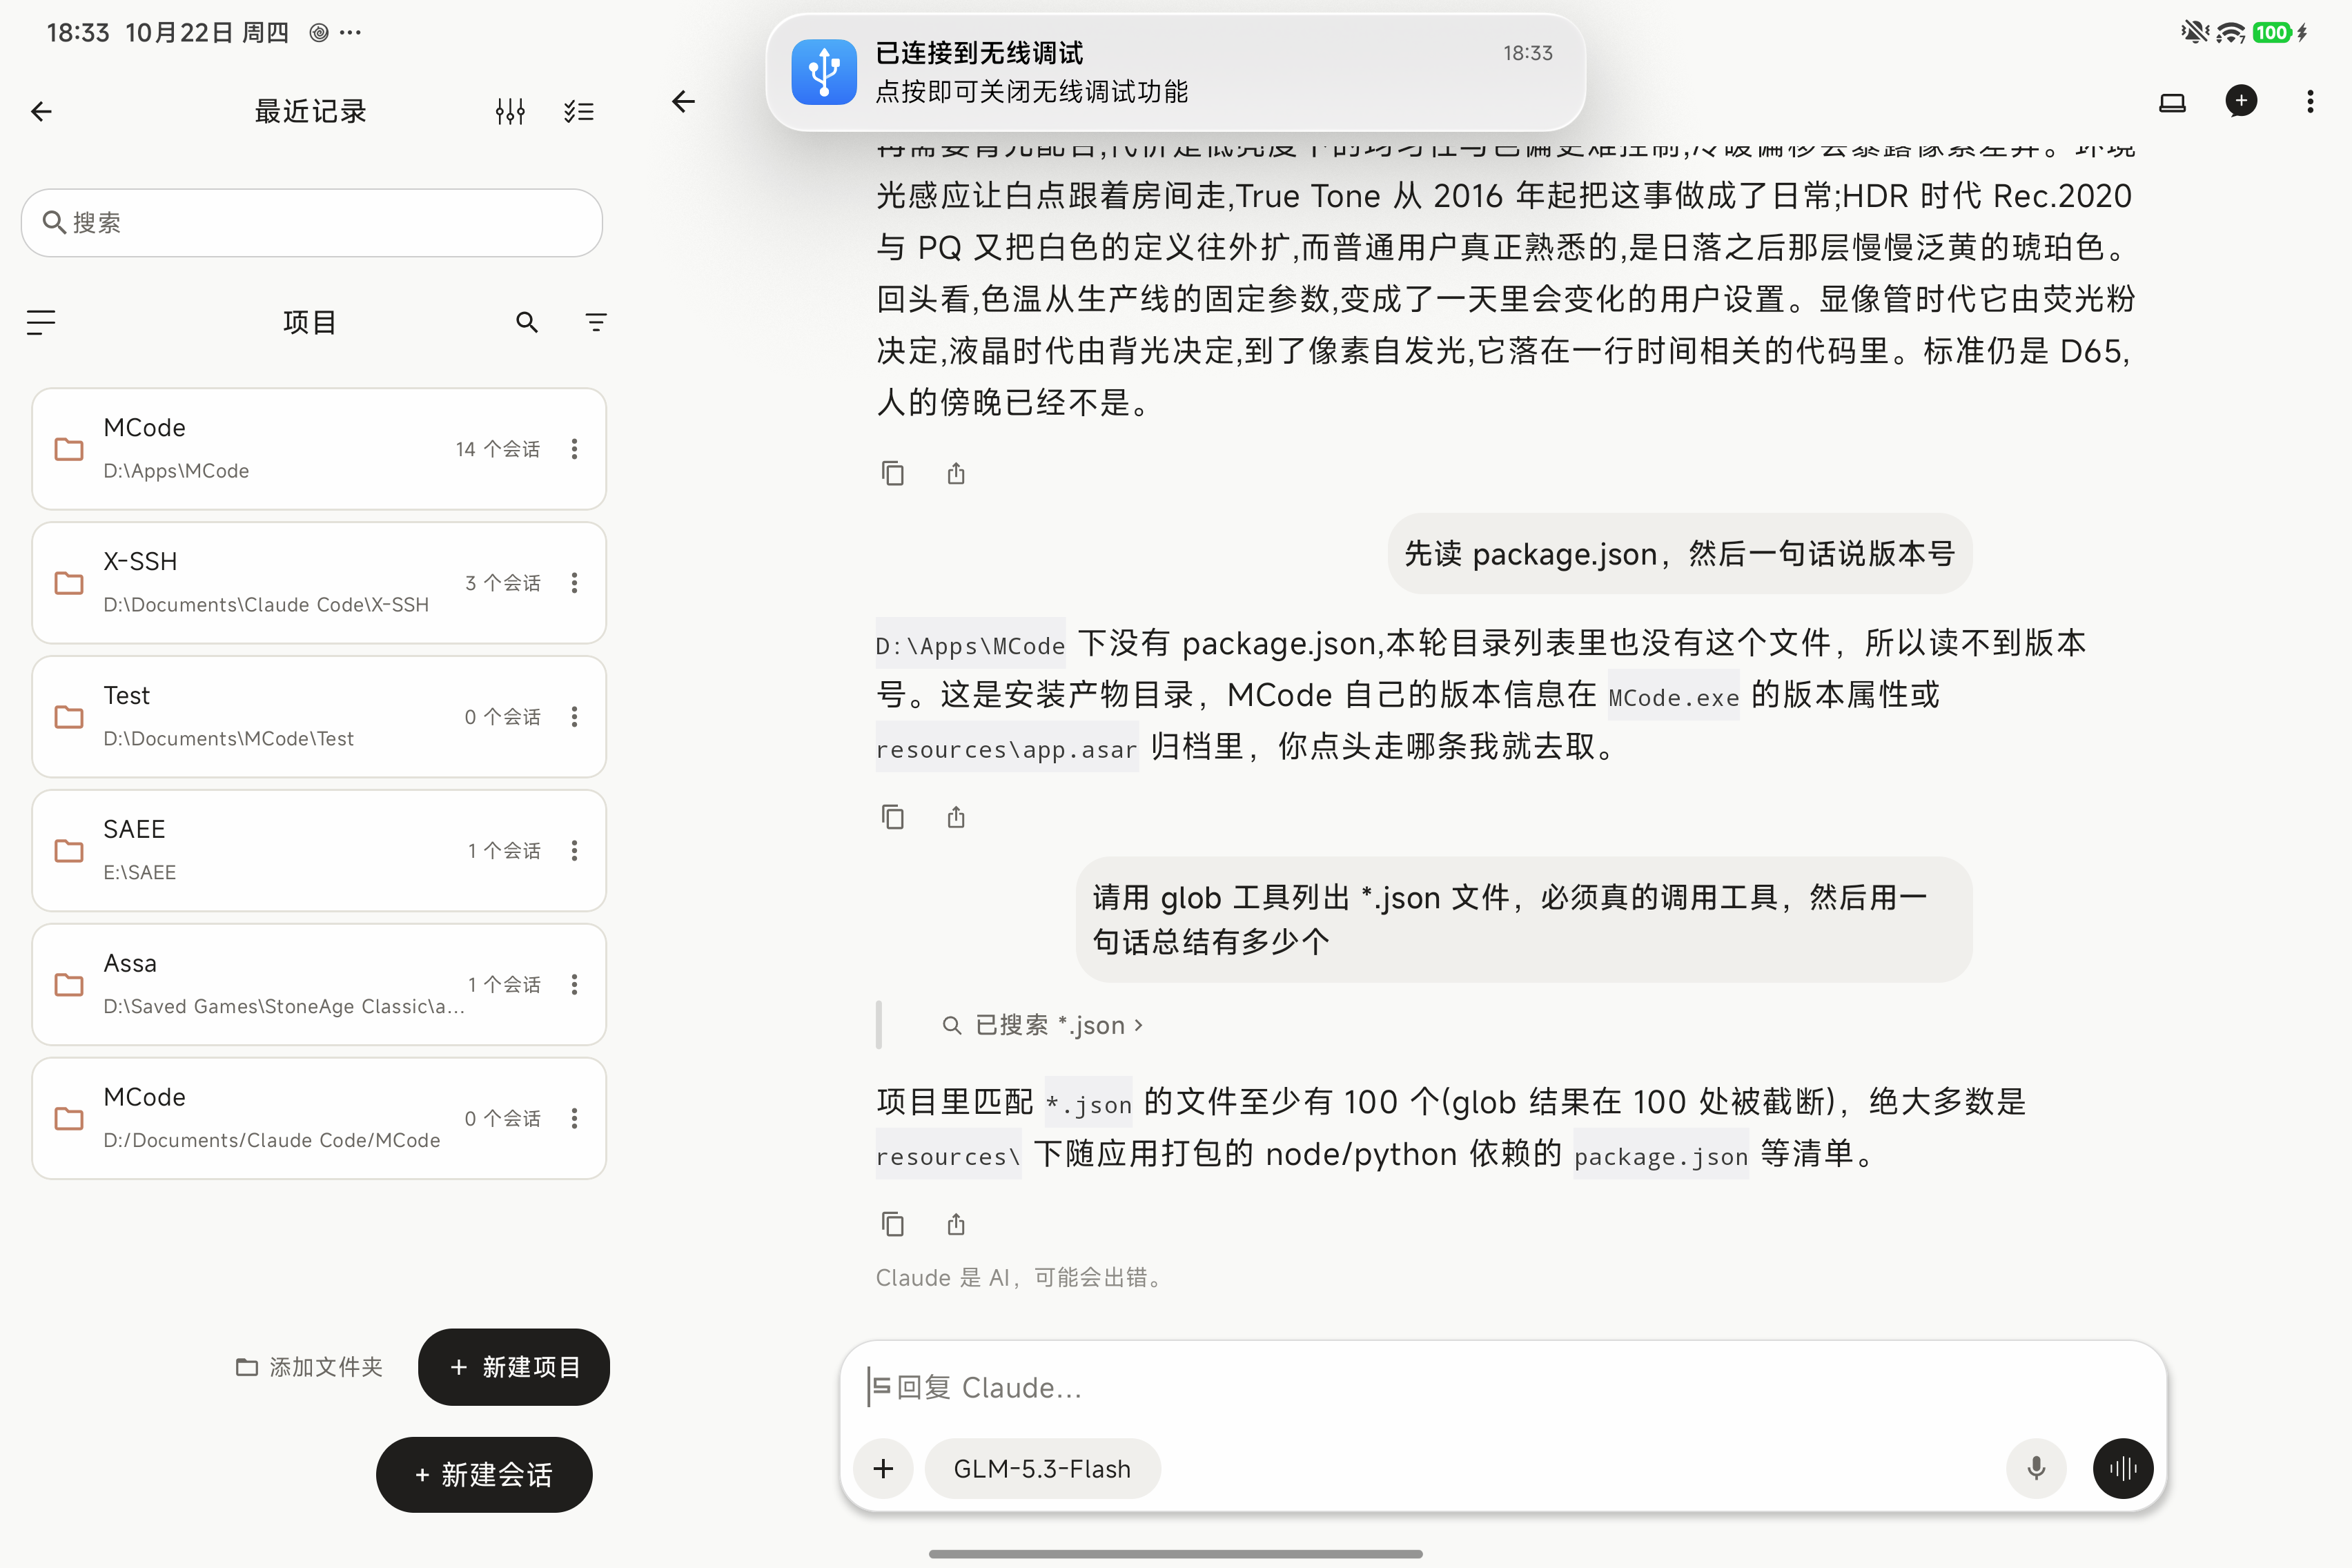 18:33 10月22日 周四
100
已连接到无线调试
18:33
点按即可关闭无线调试功能
最近记录
搜索
项目
MCode
14 个会话
D:\Apps\MCode
X-SSH
3 个会话
D:\Documents\Claude Code\X-SSH
Test
0 个会话
D:\Documents\MCode\Test
SAEE
1 个会话
E:\SAEE
Assa
1 个会话
D:\Saved Games\StoneAge Classic\a...
MCode
0 个会话
D:/Documents/Claude Code/MCode
添加文件夹
+ 新建项目
+ 新建会话
光感应让白点跟着房间走,True Tone 从 2016 年起把这事做成了日常;HDR 时代 Rec.2020
与 PQ 又把白色的定义往外扩,而普通用户真正熟悉的,是日落之后那层慢慢泛黄的琥珀色。
回头看,色温从生产线的固定参数,变成了一天里会变化的用户设置。显像管时代它由荧光粉
决定,液晶时代由背光决定,到了像素自发光,它落在一行时间相关的代码里。标准仍是 D65,
人的傍晚已经不是。
先读 package.json，然后一句话说版本号
D:\Apps\MCode 下没有 package.json,本轮目录列表里也没有这个文件，所以读不到版本
号。这是安装产物目录，MCode 自己的版本信息在 MCode.exe 的版本属性或
resources\app.asar 归档里，你点头走哪条我就去取。
请用 glob 工具列出 *.json 文件，必须真的调用工具，然后用一
句话总结有多少个
已搜索 *.json
项目里匹配 *.json 的文件至少有 100 个(glob 结果在 100 处被截断)，绝大多数是
resources\ 下随应用打包的 node/python 依赖的 package.json 等清单。
Claude 是 AI，可能会出错。
回复 Claude...
GLM-5.3-Flash